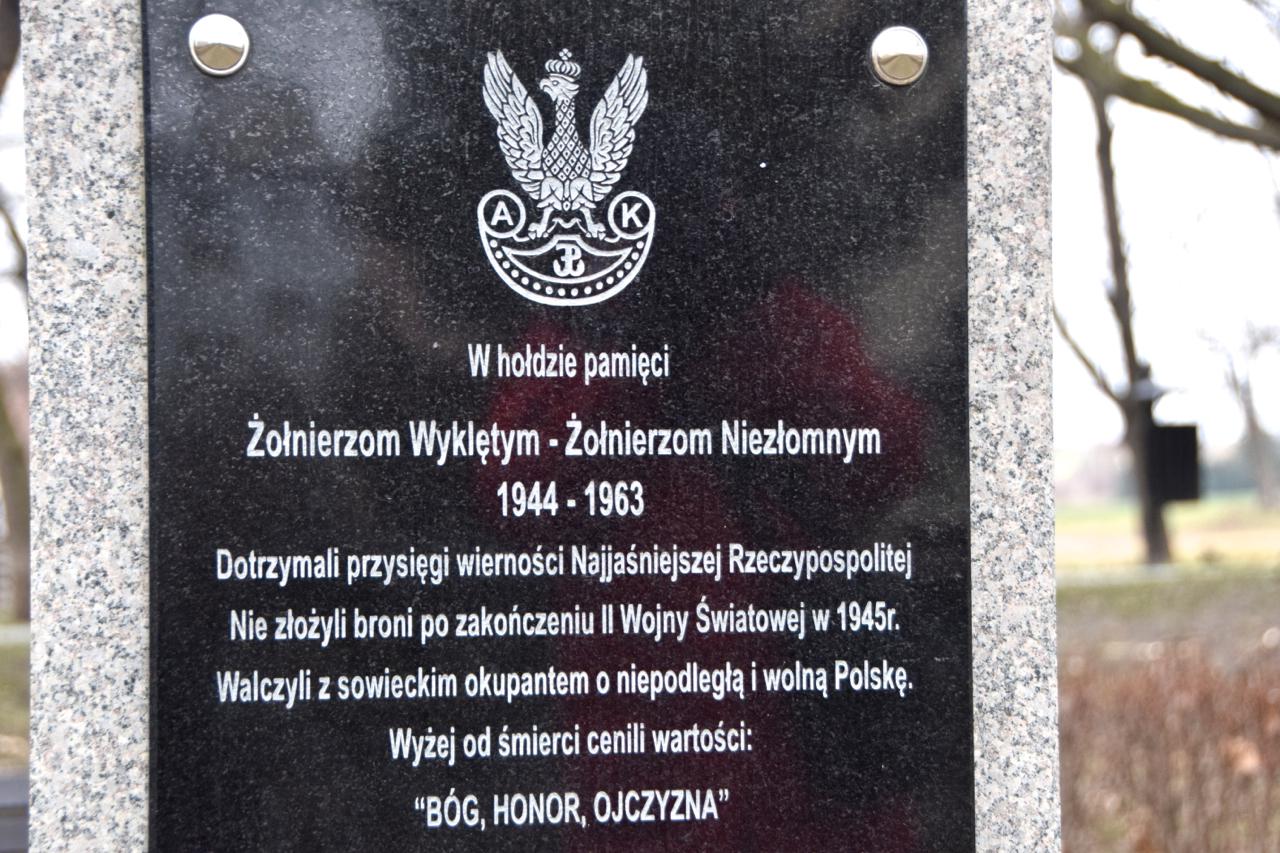 A K
W hołdzie pamięci
Żołnierzom Wyklętym - Żołnierzom Niezłomnym
1944 - 1963
Dotrzymali przysięgi wierności Najjaśniejszej Rzeczypospolitej
Nie złożyli broni po zakończeniu II Wojny Światowej w 1945r.
Walczyli z sowieckim okupantem o niepodległą i wolną Polskę.
Wyżej od śmierci cenili wartości:
“BÓG, HONOR, OJCZYZNA”